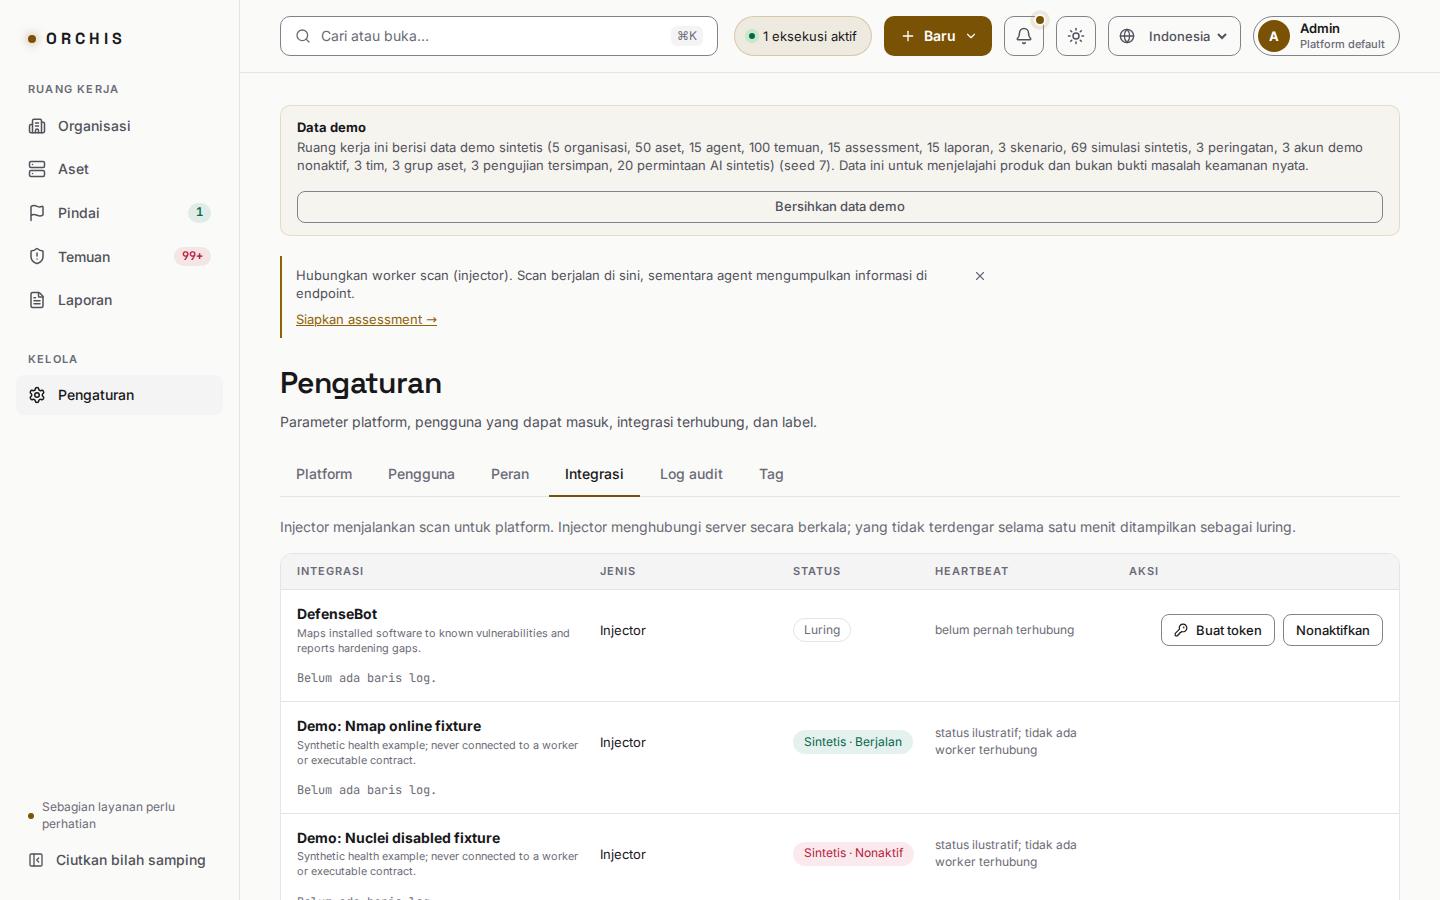 ORCHIS
Cari atau buka...
⌘K
1 eksekusi aktif
Baru
Indonesia
A
Admin
Platform default
RUANG KERJA
Organisasi
Aset
Pindai
1
Temuan
99+
Laporan
KELOLA
Pengaturan
Sebagian layanan perlu
perhatian
Ciutkan bilah samping
Data demo
Ruang kerja ini berisi data demo sintetis (5 organisasi, 50 aset, 15 agent, 100 temuan, 15 assessment, 15 laporan, 3 skenario, 69 simulasi sintetis, 3 peringatan, 3 akun demo
nonaktif, 3 tim, 3 grup aset, 3 pengujian tersimpan, 20 permintaan AI sintetis) (seed 7). Data ini untuk menjelajahi produk dan bukan bukti masalah keamanan nyata.
Bersihkan data demo
Hubungkan worker scan (injector). Scan berjalan di sini, sementara agent mengumpulkan informasi di
endpoint.
Siapkan assessment →
Pengaturan
Parameter platform, pengguna yang dapat masuk, integrasi terhubung, dan label.
Platform Pengguna Peran Integrasi Log audit Tag
Injector menjalankan scan untuk platform. Injector menghubungi server secara berkala; yang tidak terdengar selama satu menit ditampilkan sebagai luring.
INTEGRASI JENIS STATUS HEARTBEAT AKSI
DefenseBot
Maps installed software to known vulnerabilities and
reports hardening gaps.
Injector
Luring
belum pernah terhubung
Buat token
Nonaktifkan
Belum ada baris log.
Demo: Nmap online fixture
Synthetic health example; never connected to a worker
or executable contract.
Injector
Sintetis · Berjalan
status ilustratif; tidak ada
worker terhubung
Belum ada baris log.
Demo: Nuclei disabled fixture
Synthetic health example; never connected to a worker
or executable contract.
Injector
Sintetis · Nonaktif
status ilustratif; tidak ada
worker terhubung
Belum ada baris log.